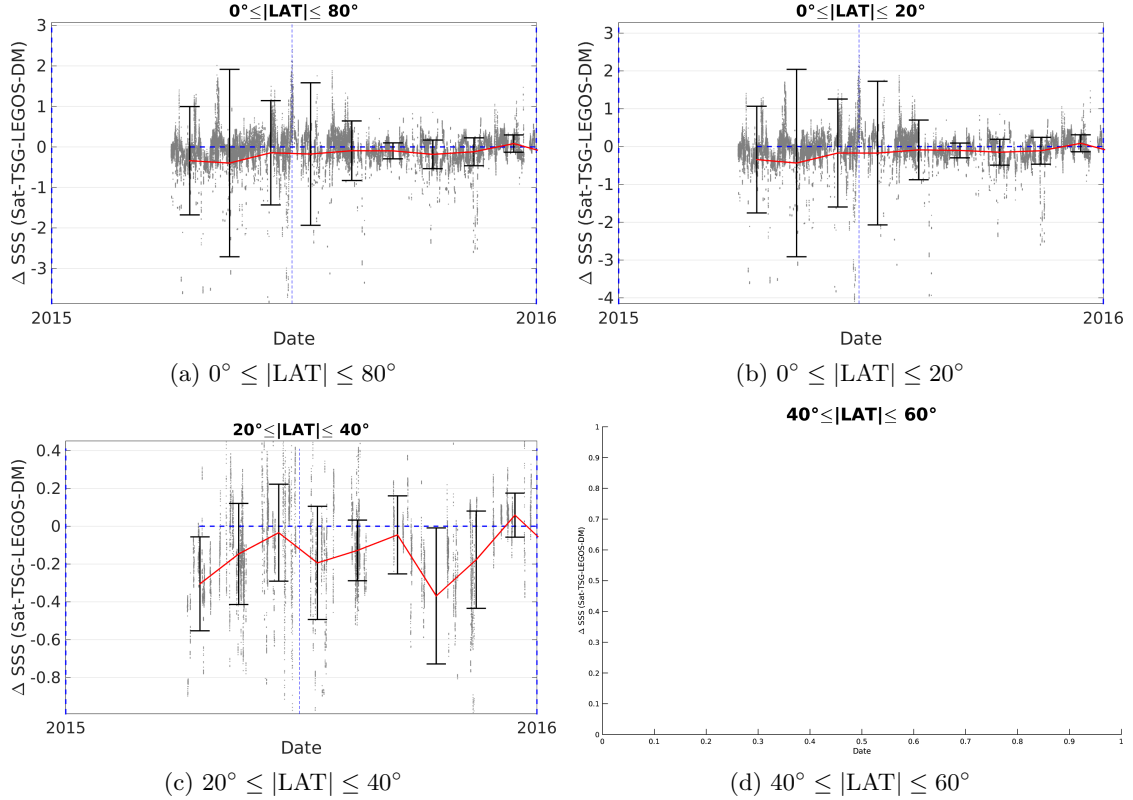 0°≤|LAT|≤ 80°
3
2
1
0
-1
-2
-3
Δ SSS (Sat-TSG-LEGOS-DM)
2015
2016
Date
(a) 0° ≤ |LAT| ≤ 80°
0°≤|LAT|≤ 20°
3
2
1
0
-1
-2
-3
-4
Δ SSS (Sat-TSG-LEGOS-DM)
2015
2016
Date
(b) 0° ≤ |LAT| ≤ 20°
20°≤|LAT|≤ 40°
0.4
0.2
0
-0.2
-0.4
-0.6
-0.8
Δ SSS (Sat-TSG-LEGOS-DM)
2015
2016
Date
(c) 20° ≤ |LAT| ≤ 40°
40°≤|LAT|≤ 60°
1
0.9
0.8
0.7
0.6
0.5
0.4
0.3
0.2
0.1
0
Δ SSS (Sat-TSG-LEGOS-DM)
0 0.1 0.2 0.3 0.4 0.5 0.6 0.7 0.8 0.9 1
Date
(d) 40° ≤ |LAT| ≤ 60°